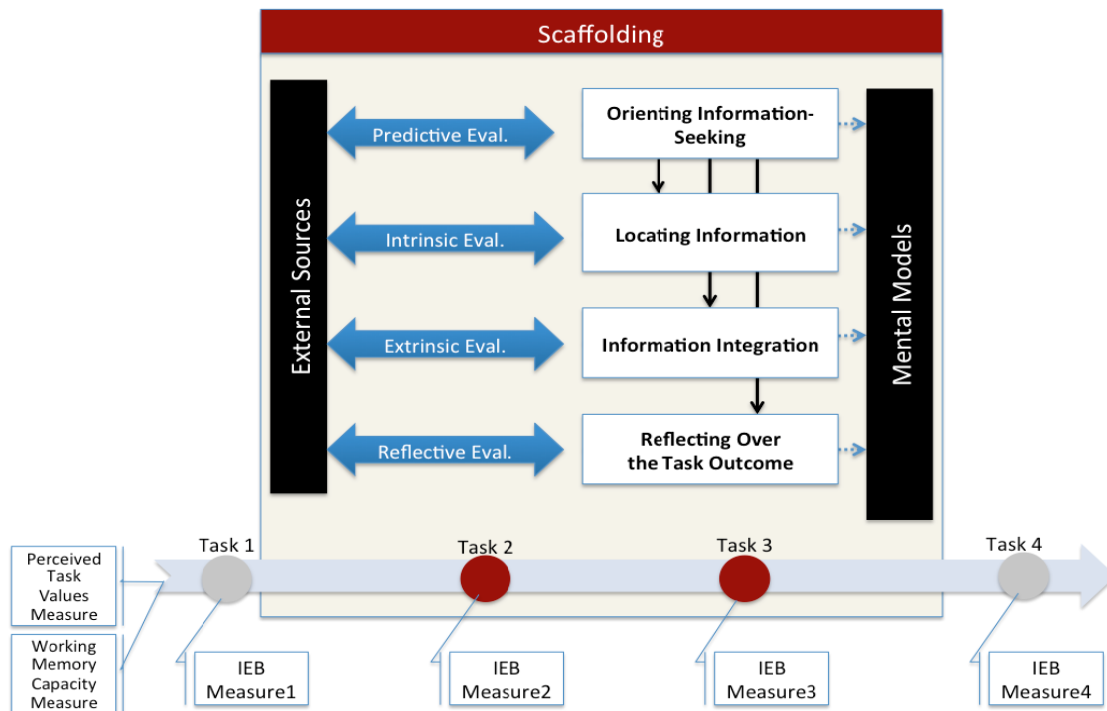 Scaffolding
External Sources
Predictive Eval.
Intrinsic Eval.
Extrinsic Eval.
Reflective Eval.
Orienting Information-
Seeking
Locating Information
Information Integration
Reflecting Over
the Task Outcome
Mental Models
Task 1
Task 2
Task 3
Task 4
Perceived
Task
Values
Measure
Working
Memory
Capacity
Measure
IEB
Measure1
IEB
Measure2
IEB
Measure3
IEB
Measure4